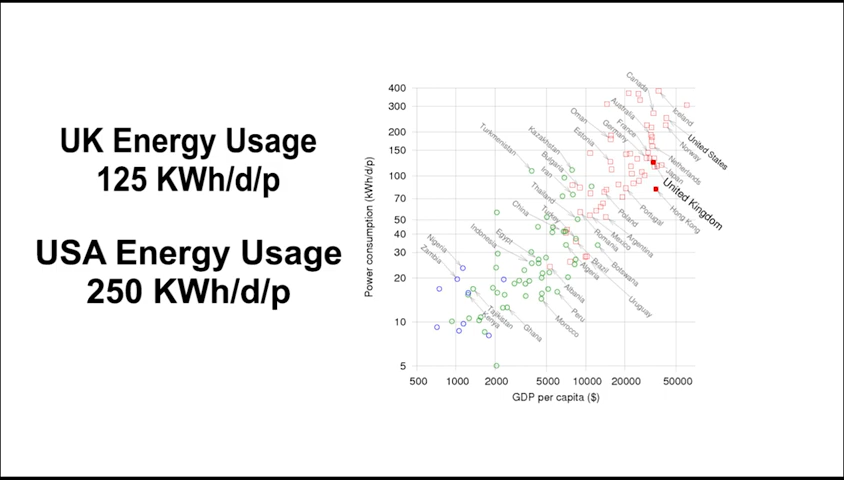 UK Energy Usage
125 KWh/d/p
USA Energy Usage
250 KWh/d/p
Power consumption (kWh/d/p)
400
300
200
150
100
70
50
40
30
20
10
5
500
1000
2000
5000
10000
20000
50000
GDP per capita ($)
Canada
Iceland
United States
Norway
Netherlands
Japan
United Kingdom
Hong Kong
Australia
France
Germany
Oman
Estonia
Kazakhstan
Bulgaria
Iran
Turkmenistan
Thailand
Turkey
China
Portugal
Poland
Argentina
Mexico
Romania
Botswana
Brazil
Algeria
Uruguay
Egypt
Indonesia
Nigeria
Zambia
Albania
Peru
Morocco
Tajikistan
Kenya
Ghana